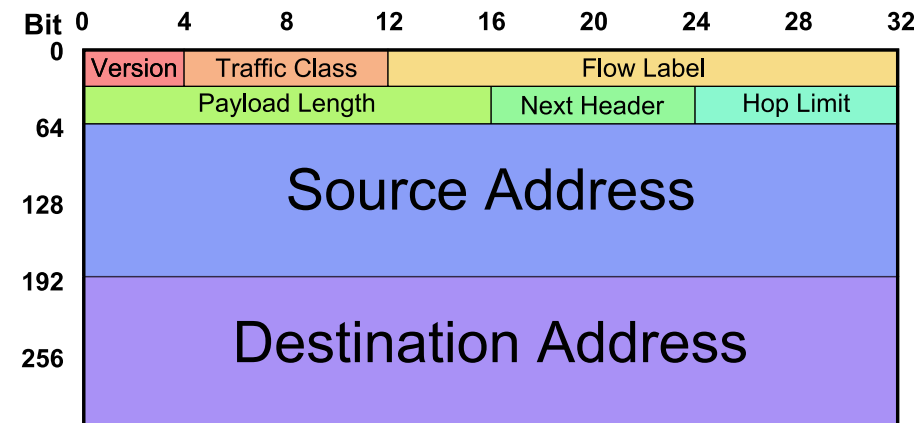 Bit 0 4 8 12 16 20 24 28 32
0
Version Traffic Class Flow Label
Payload Length Next Header Hop Limit
64
Source Address
128
192
Destination Address
256